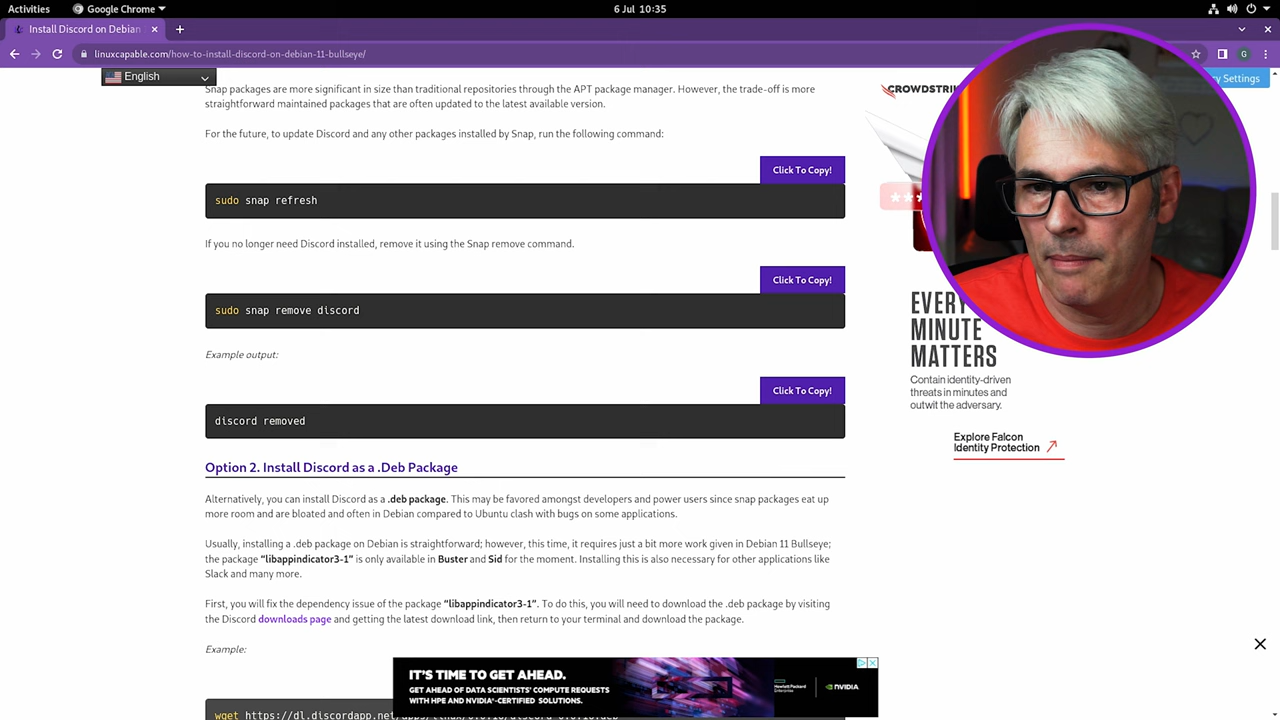 Activities
Google Chrome
6 Jul 10:35
Install Discord on Debian
linuxcapable.com/how-to-install-discord-on-debian-11-bullseye/
G
English
y Settings
Snap packages are more significant in size than traditional repositories through the APT package manager. However, the trade-off is more
straightforward maintained packages that are often updated to the latest available version.
CROWDSTRI
For the future, to update Discord and any other packages installed by Snap, run the following command:
Click To Copy!
sudo snap refresh
If you no longer need Discord installed, remove it using the Snap remove command.
Click To Copy!
sudo snap remove discord
EVERY
MINUTE
MATTERS
Contain identity-driven
threats in minutes and
outwit the adversary.
Explore Falcon
Identity Protection
Example output:
Click To Copy!
discord removed
Option 2. Install Discord as a .Deb Package
Alternatively, you can install Discord as a .deb package. This may be favored amongst developers and power users since snap packages eat up
more room and are bloated and often in Debian compared to Ubuntu clash with bugs on some applications.
Usually, installing a .deb package on Debian is straightforward; however, this time, it requires just a bit more work given in Debian 11 Bullseye;
the package “libappindicator3-1” is only available in Buster and Sid for the moment. Installing this is also necessary for other applications like
Slack and many more.
First, you will fix the dependency issue of the package “libappindicator3-1”. To do this, you will need to download the .deb package by visiting
the Discord downloads page and getting the latest download link, then return to your terminal and download the package.
Example:
IT'S TIME TO GET AHEAD.
GET AHEAD OF DATA SCIENTISTS' COMPUTE REQUESTS
WITH HPE AND NVIDIA®-CERTIFIED SOLUTIONS.
Hewlett Packard
Enterprise
NVIDIA
wget https://dl.discordapp.net